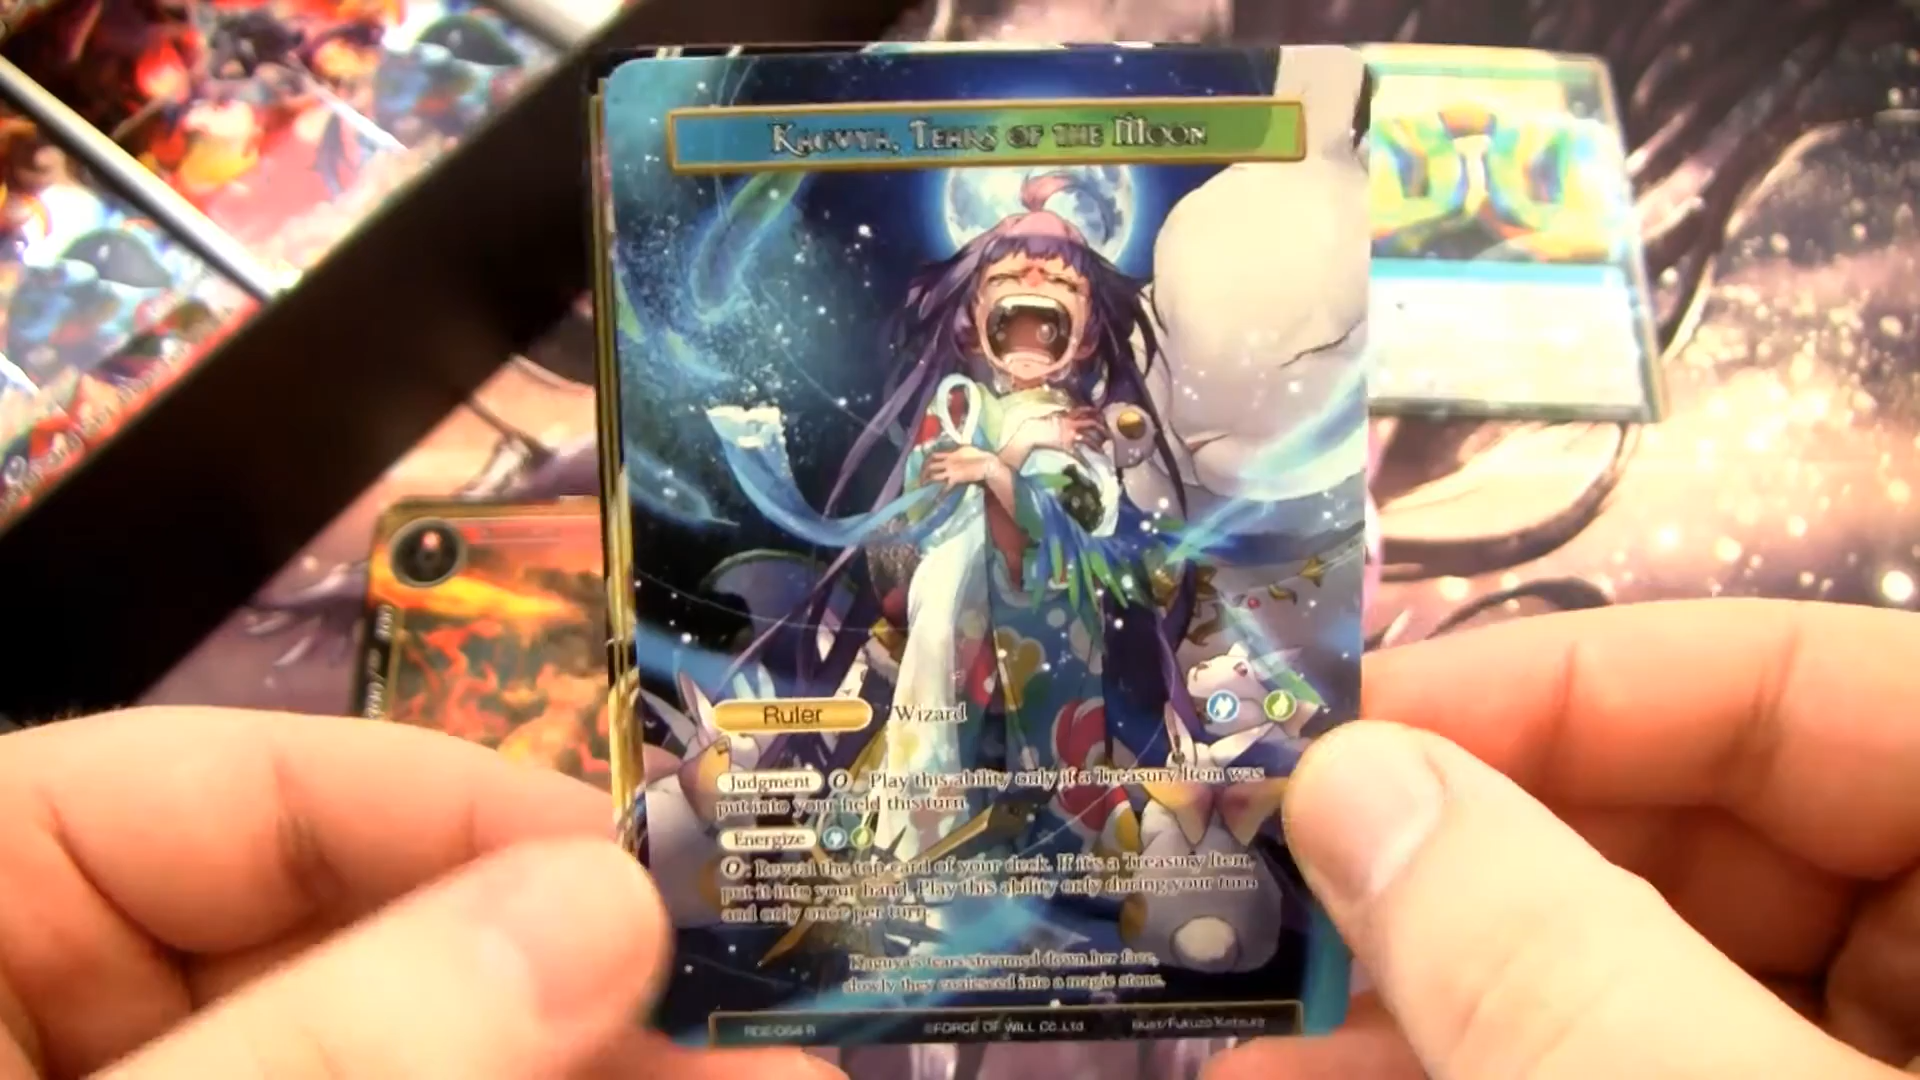 Kaguya, Tears of the Moon
Ruler Wizard
Judgment 0: Play this ability only if a Treasury Item was
put into your field this turn.
Energize
0: Reveal the top card of your deck. If it's a Treasury Item,
put it into your hand. Play this ability only during your turn
and only once per turn.
Kaguya's tears streamed down her face,
slowly they coalesced into a magic stone.
RDE-064 R ©FORCE OF WILL Co.,Ltd. Illust/Fukuzo Katsura